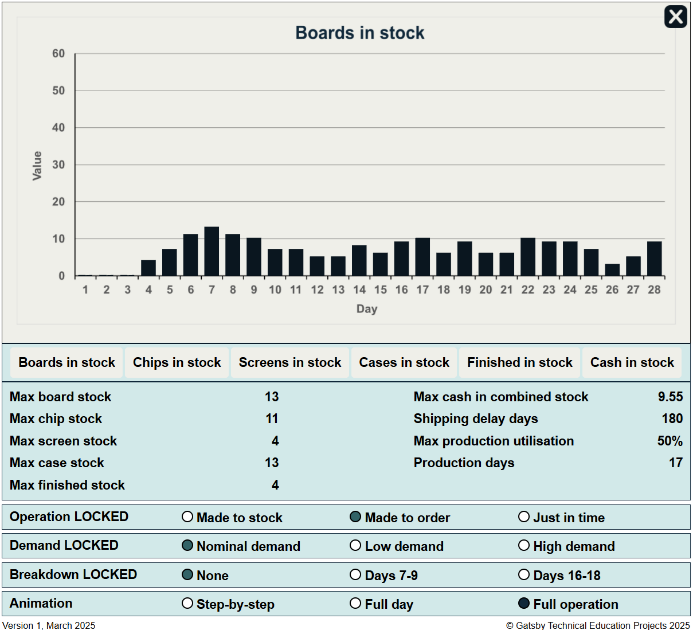 Boards in stock
60
50
40
30
20
10
0
Value
1 2 3 4 5 6 7 8 9 10 11 12 13 14 15 16 17 18 19 20 21 22 23 24 25 26 27 28
Day
Boards in stock Chips in stock Screens in stock Cases in stock Finished in stock Cash in stock
Max board stock 13 Max cash in combined stock 9.55
Max chip stock 11 Shipping delay days 180
Max screen stock 4 Max production utilisation 50%
Max case stock 13 Production days 17
Max finished stock 4
Operation LOCKED Made to stock Made to order Just in time
Demand LOCKED Nominal demand Low demand High demand
Breakdown LOCKED None Days 7-9 Days 16-18
Animation Step-by-step Full day Full operation
Version 1, March 2025 © Gatsby Technical Education Projects 2025